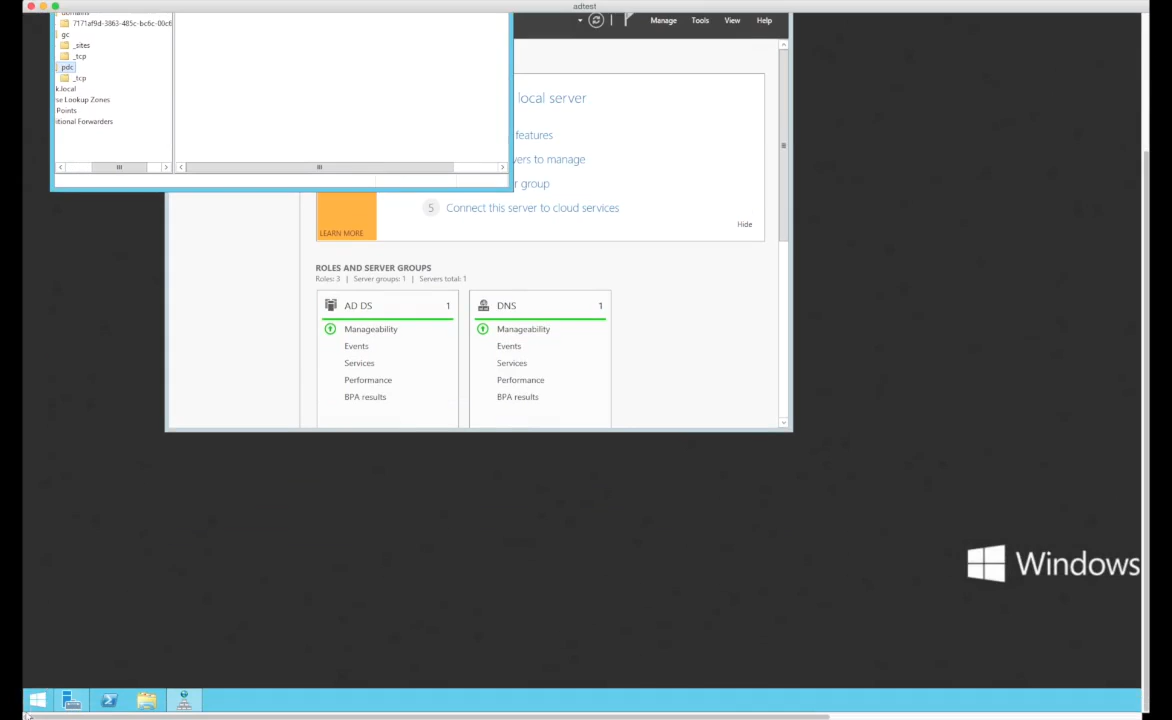 adtest
Manage Tools View Help
domains
7171af9d-3863-485c-bc6c-00c6
gc
_sites
_tcp
pdc
_tcp
k.local
se Lookup Zones
Points
itional Forwarders
local server
features
vers to manage
r group
5 Connect this server to cloud services
LEARN MORE
Hide
ROLES AND SERVER GROUPS
Roles: 3 | Server groups: 1 | Servers total: 1
AD DS 1
Manageability
Events
Services
Performance
BPA results
DNS 1
Manageability
Events
Services
Performance
BPA results
Windows